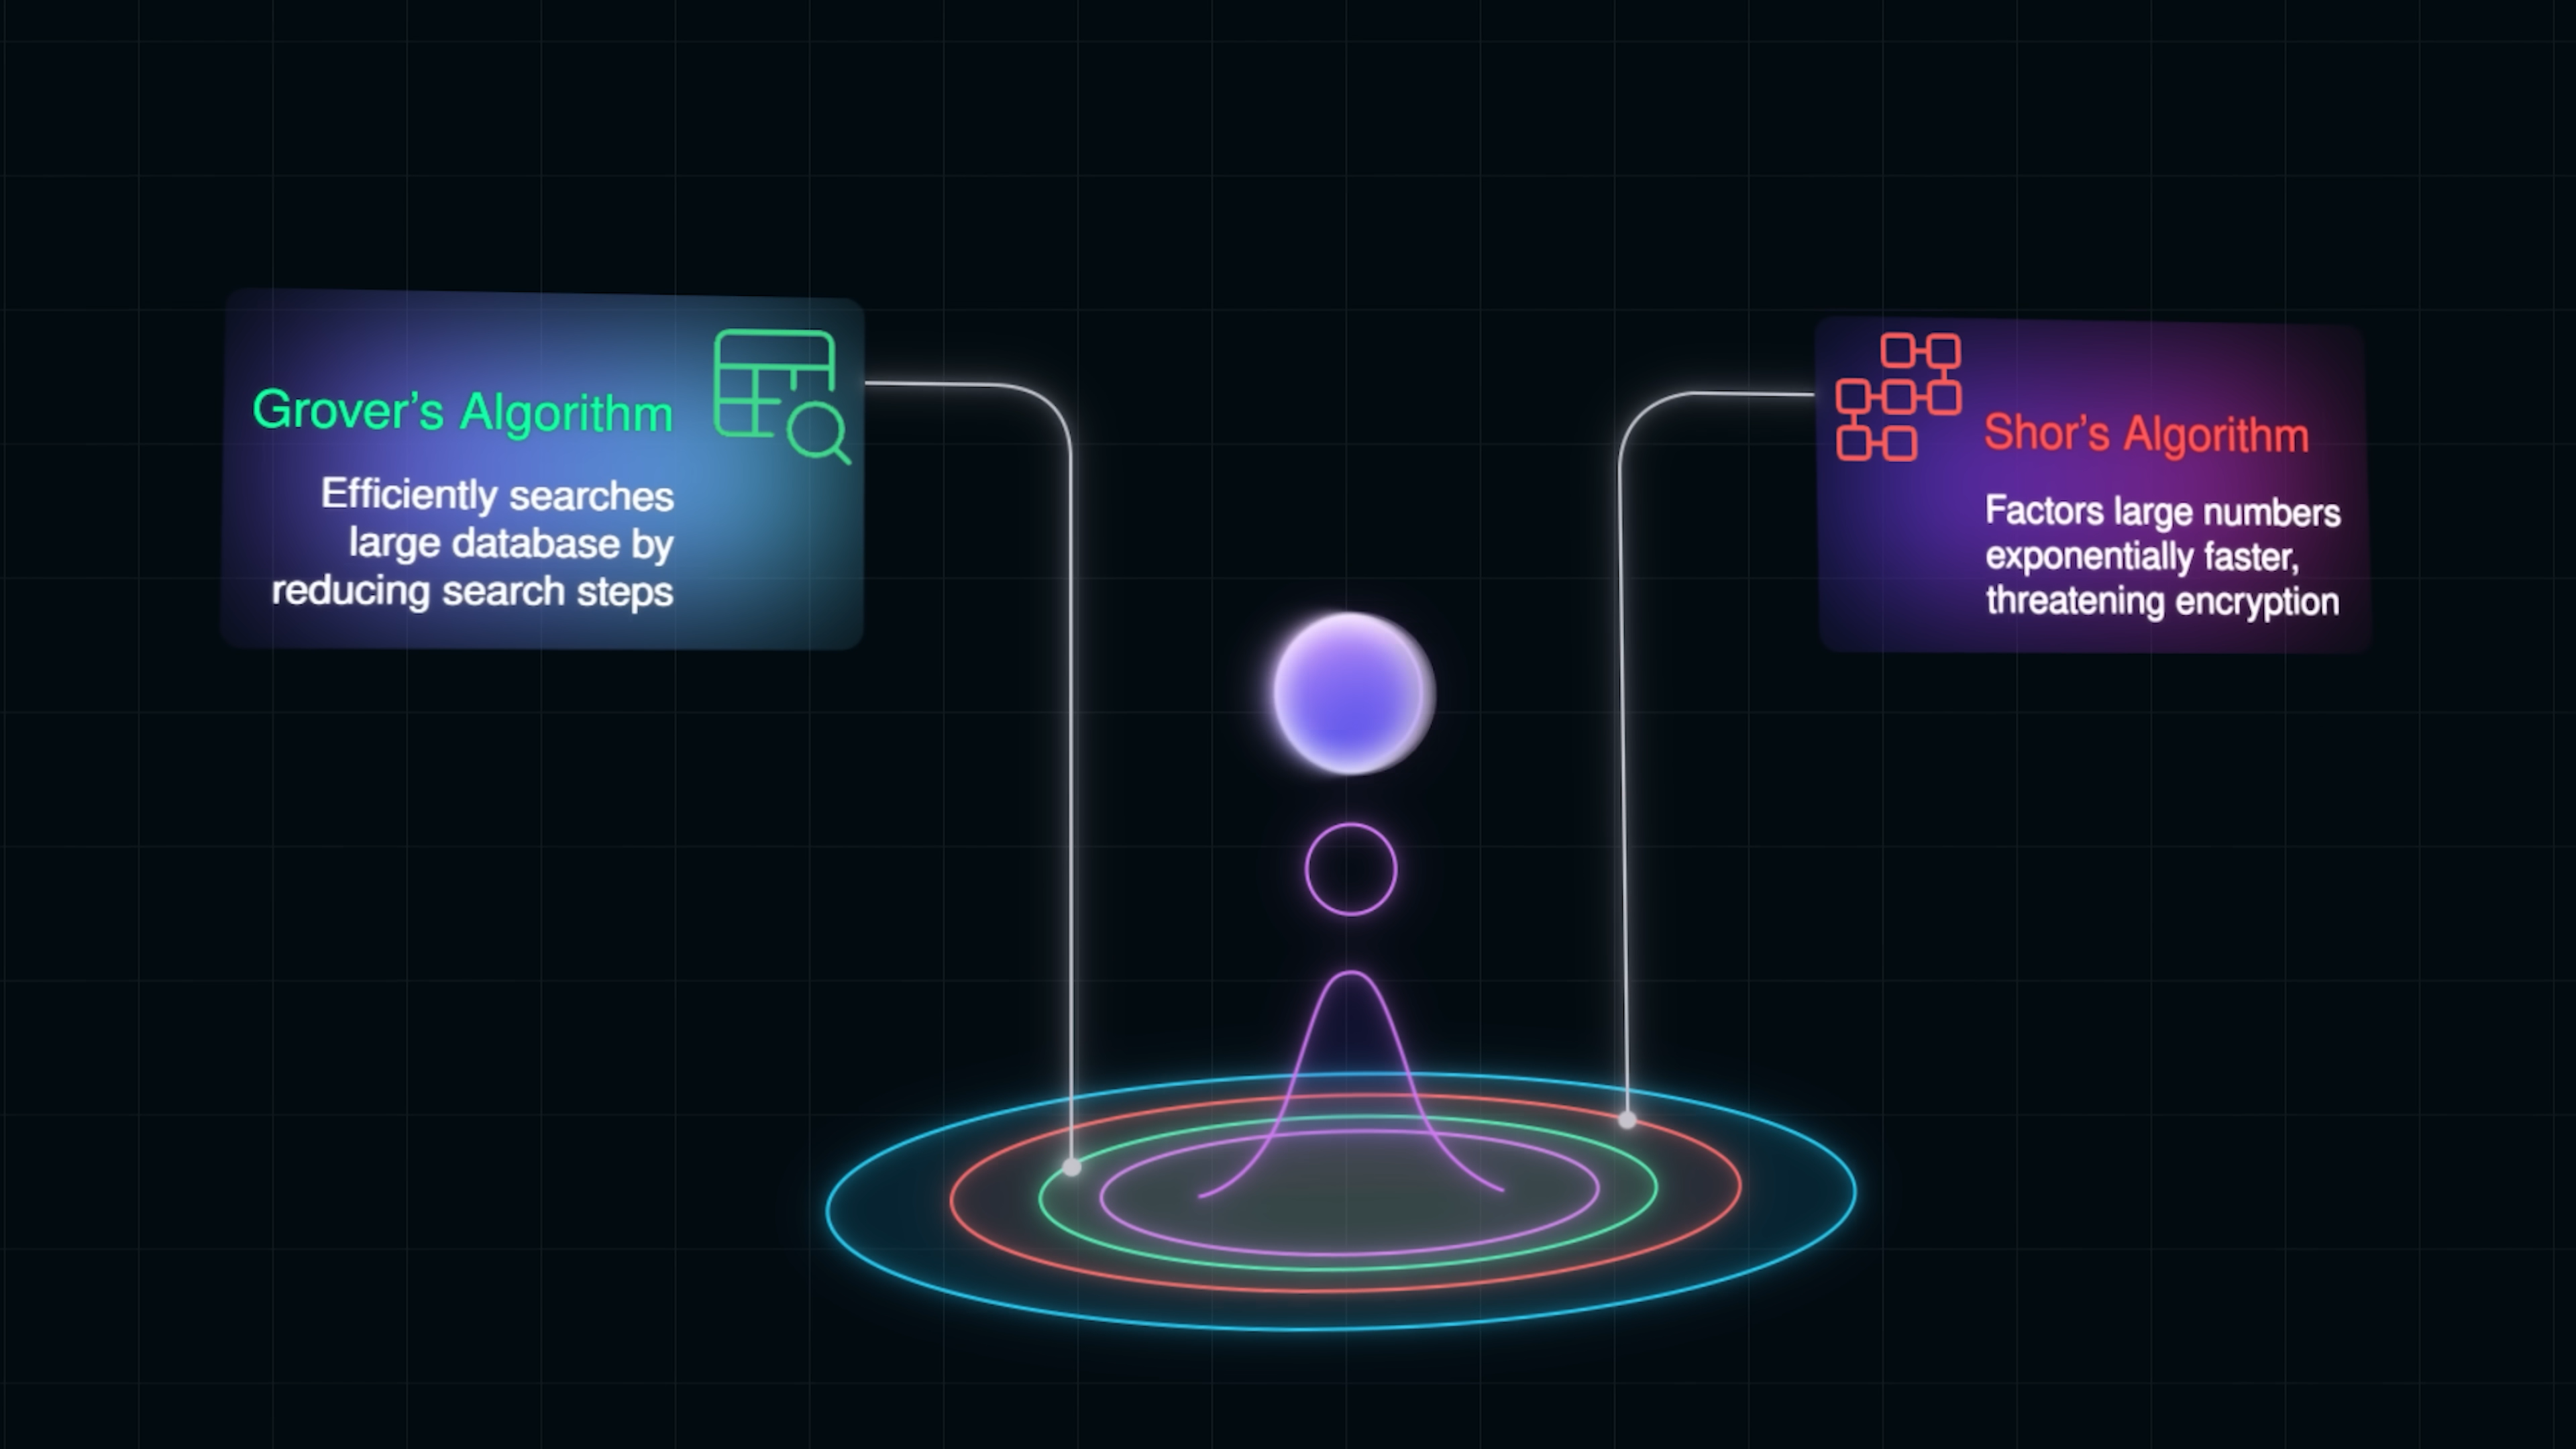 Grover’s Algorithm
Efficiently searches
large database by
reducing search steps
Shor’s Algorithm
Factors large numbers
exponentially faster,
threatening encryption